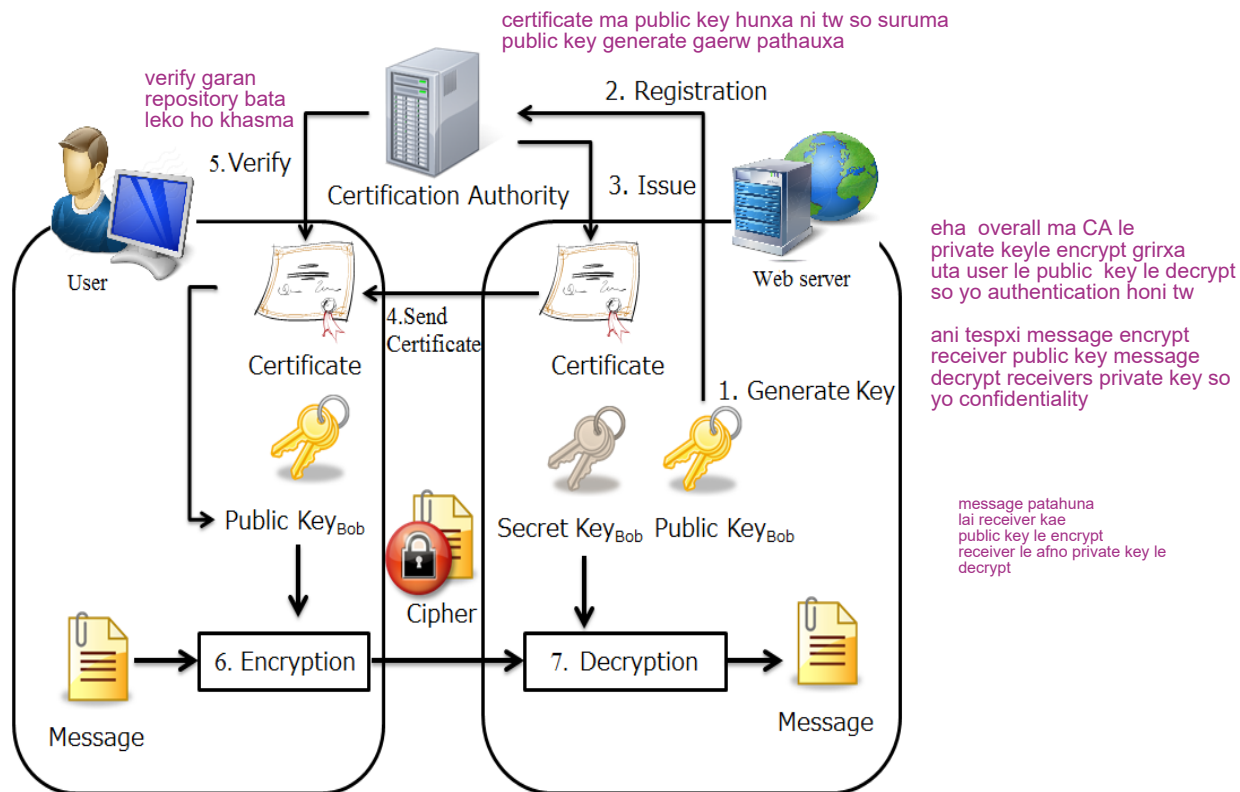 certificate ma public key hunxa ni tw so suruma
public key generate gaerw pathauxa
verify garan
repository bata
leko ho khasma
2. Registration
5.Verify
Certification Authority
3. Issue
User
Web server
eha  overall ma CA le
private keyle encrypt grirxa
uta user le public  key le decrypt
so yo authentication honi tw
4.Send
Certificate
Certificate
Certificate
ani tespxi message encrypt
receiver public key message
decrypt receivers private key so
yo confidentiality
1. Generate Key
Public KeyBob
Secret KeyBob
Public KeyBob
message patahuna
lai receiver kae
public key le encrypt
receiver le afno private key le
decrypt
Cipher
6. Encryption
7. Decryption
Message
Message